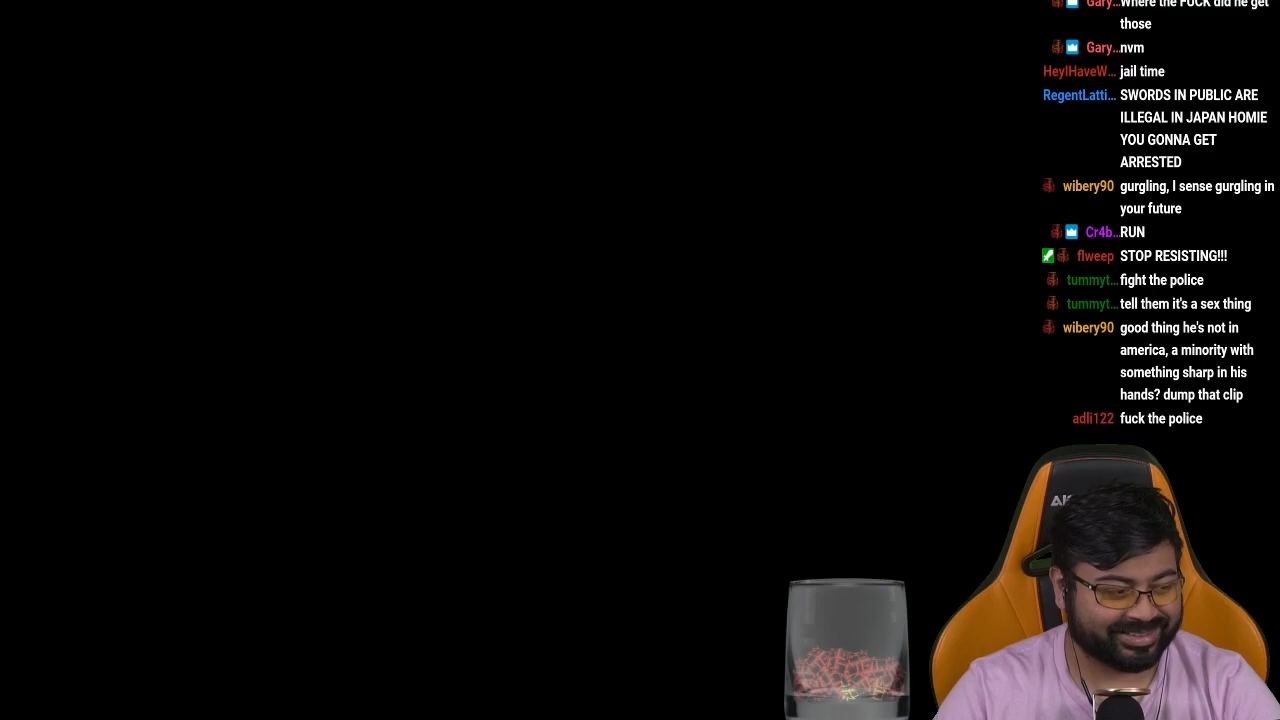 Gary... Where the FUCK did he get
those
Gary... nvm
HeyIHaveW... jail time
RegentLatti... SWORDS IN PUBLIC ARE
ILLEGAL IN JAPAN HOMIE
YOU GONNA GET
ARRESTED
wibery90 gurgling, I sense gurgling in
your future
Cr4b... RUN
flweep STOP RESISTING!!!
tummyt... fight the police
tummyt... tell them it's a sex thing
wibery90 good thing he's not in
america, a minority with
something sharp in his
hands? dump that clip
adli122 fuck the police